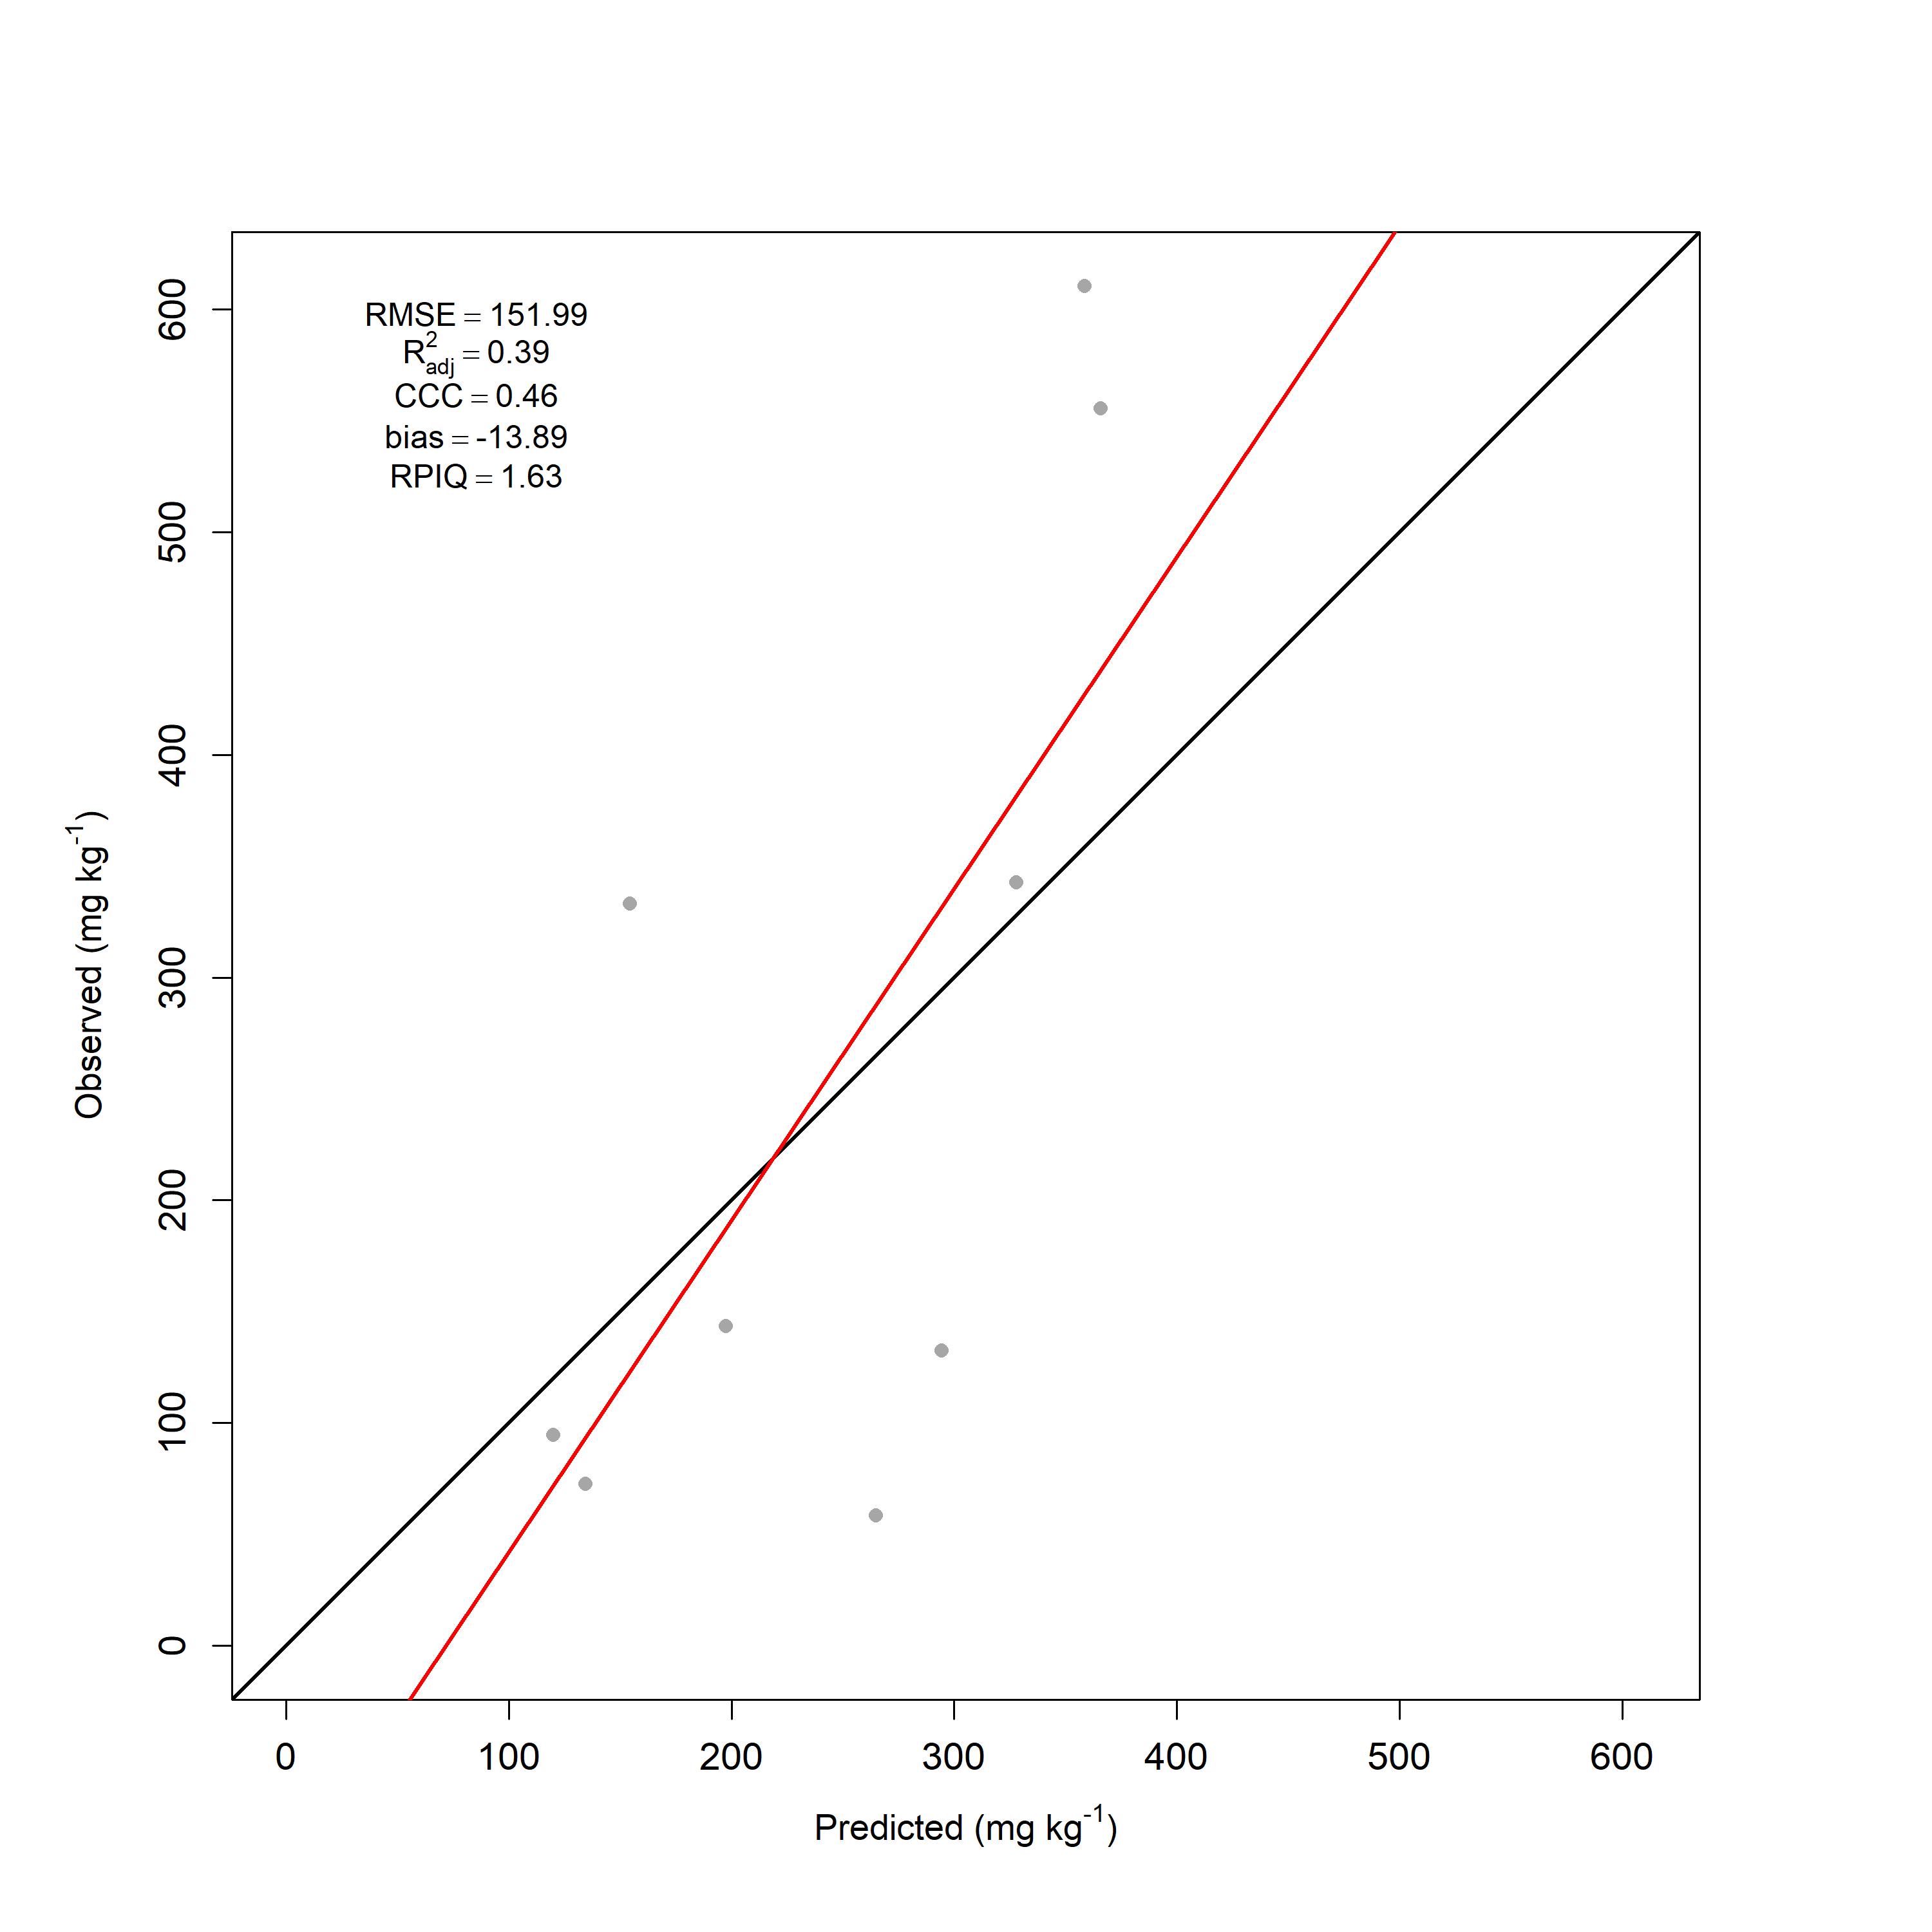 RMSE = 151.99
R²adj = 0.39
CCC = 0.46
bias = -13.89
RPIQ = 1.63
600
500
400
300
200
100
0
Observed (mg kg⁻¹)
0 100 200 300 400 500 600
Predicted (mg kg⁻¹)